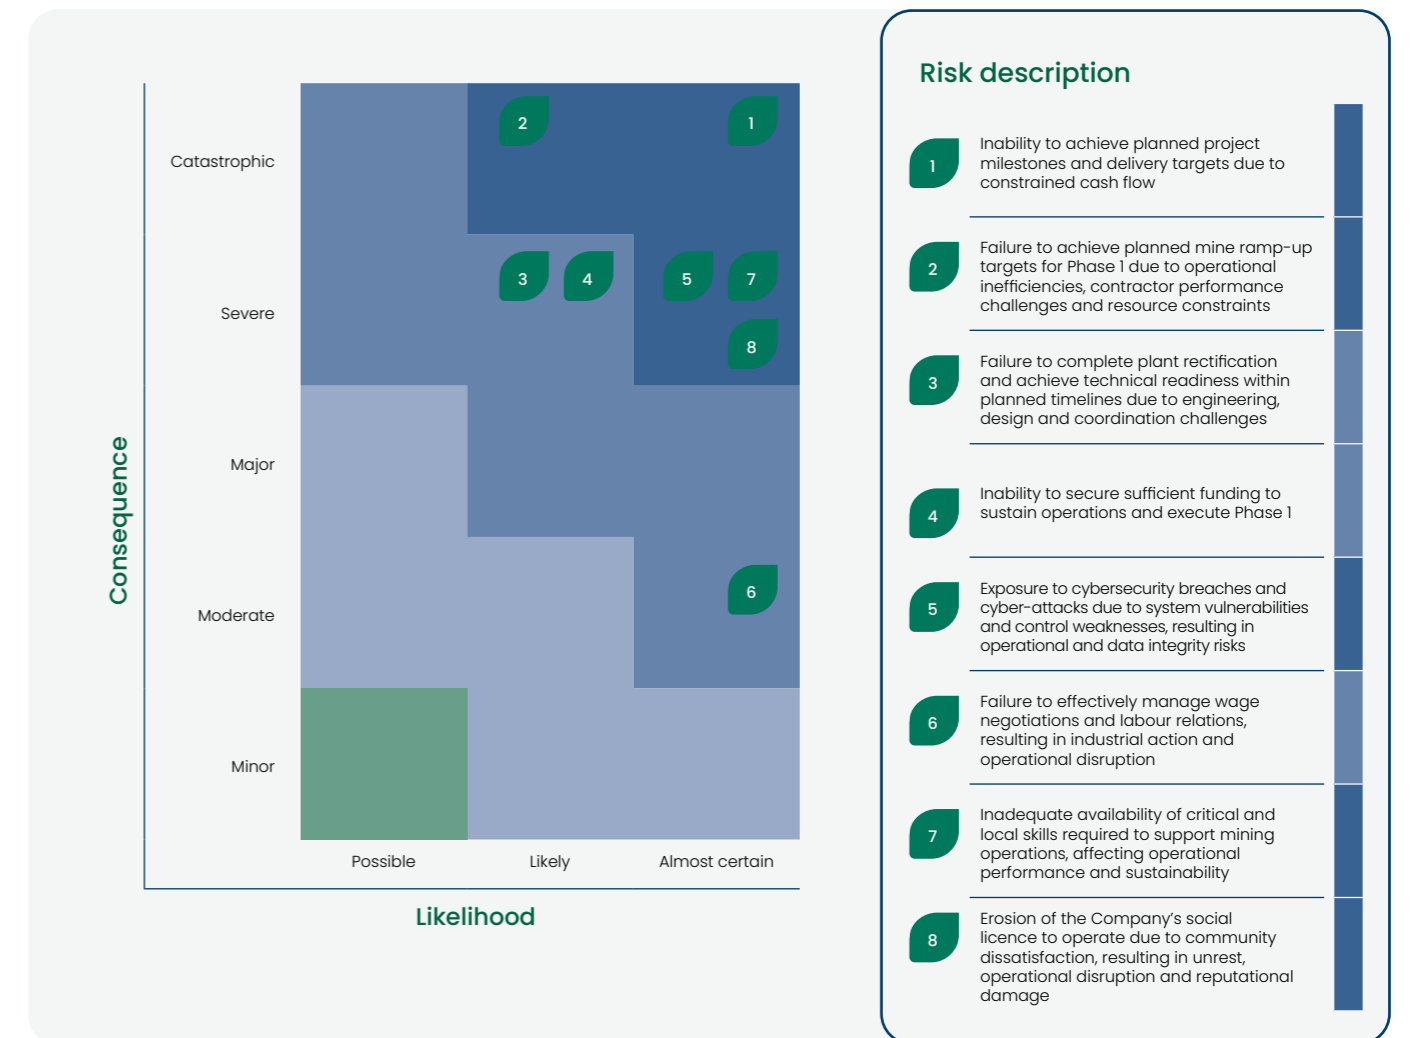 Consequence
Catastrophic
2
1
Severe
3
4
5
7
8
Major
Moderate
6
Minor
Possible
Likely
Almost certain
Likelihood
Risk description
1
Inability to achieve planned project
milestones and delivery targets due to
constrained cash flow
2
Failure to achieve planned mine ramp-up
targets for Phase 1 due to operational
inefficiencies, contractor performance
challenges and resource constraints
3
Failure to complete plant rectification
and achieve technical readiness within
planned timelines due to engineering,
design and coordination challenges
4
Inability to secure sufficient funding to
sustain operations and execute Phase 1
5
Exposure to cybersecurity breaches and
cyber-attacks due to system vulnerabilities
and control weaknesses, resulting in
operational and data integrity risks
6
Failure to effectively manage wage
negotiations and labour relations,
resulting in industrial action and
operational disruption
7
Inadequate availability of critical and
local skills required to support mining
operations, affecting operational
performance and sustainability
8
Erosion of the Company’s social
licence to operate due to community
dissatisfaction, resulting in unrest,
operational disruption and reputational
damage